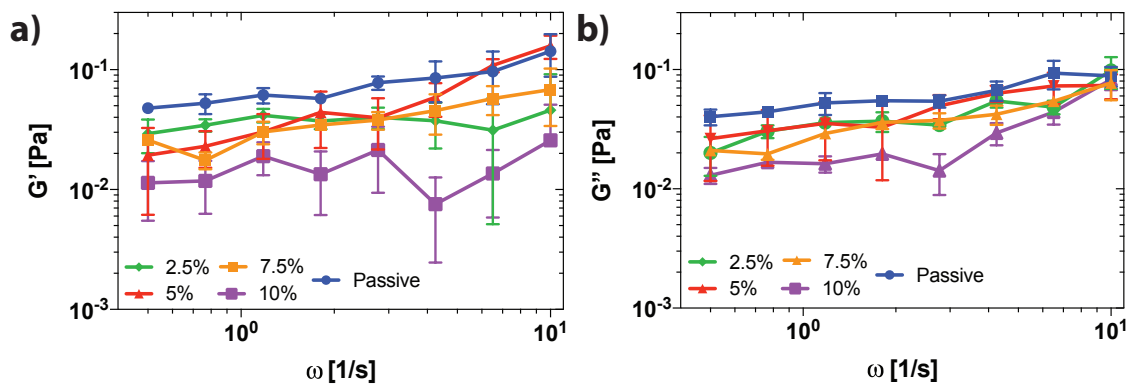 a)
G’ [Pa]
10⁻¹
10⁻²
10⁻³
2.5%
7.5%
Passive
5%
10%
10⁰
10¹
ω [1/s]
b)
G” [Pa]
10⁻¹
10⁻²
10⁻³
2.5%
7.5%
Passive
5%
10%
10⁰
10¹
ω [1/s]